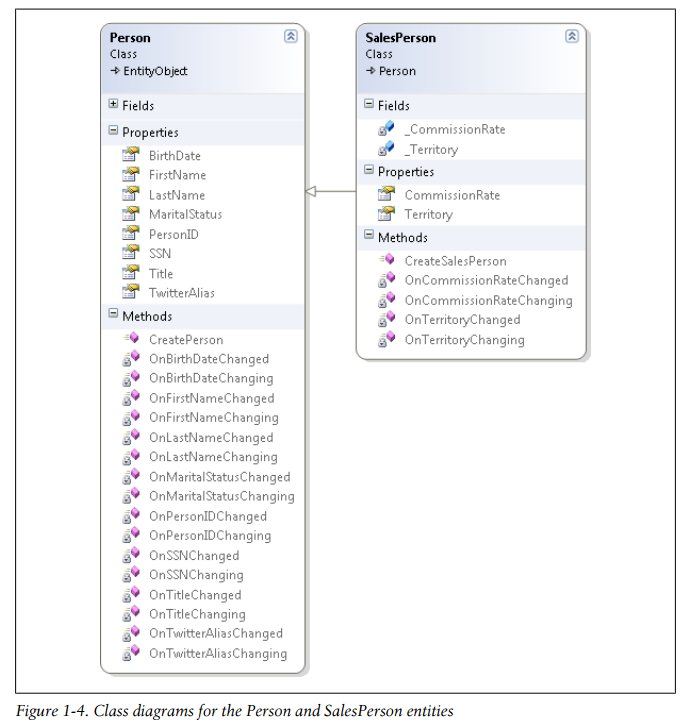 Person
Class
EntityObject
Fields
Properties
BirthDate
FirstName
LastName
MaritalStatus
PersonID
SSN
Title
TwitterAlias
Methods
CreatePerson
OnBirthDateChanged
OnBirthDateChanging
OnFirstNameChanged
OnFirstNameChanging
OnLastNameChanged
OnLastNameChanging
OnMaritalStatusChanged
OnMaritalStatusChanging
OnPersonIDChanged
OnPersonIDChanging
OnSSNChanged
OnSSNChanging
OnTitleChanged
OnTitleChanging
OnTwitterAliasChanged
OnTwitterAliasChanging
SalesPerson
Class
Person
Fields
_CommissionRate
_Territory
Properties
CommissionRate
Territory
Methods
CreateSalesPerson
OnCommissionRateChanged
OnCommissionRateChanging
OnTerritoryChanged
OnTerritoryChanging
Figure 1-4. Class diagrams for the Person and SalesPerson entities